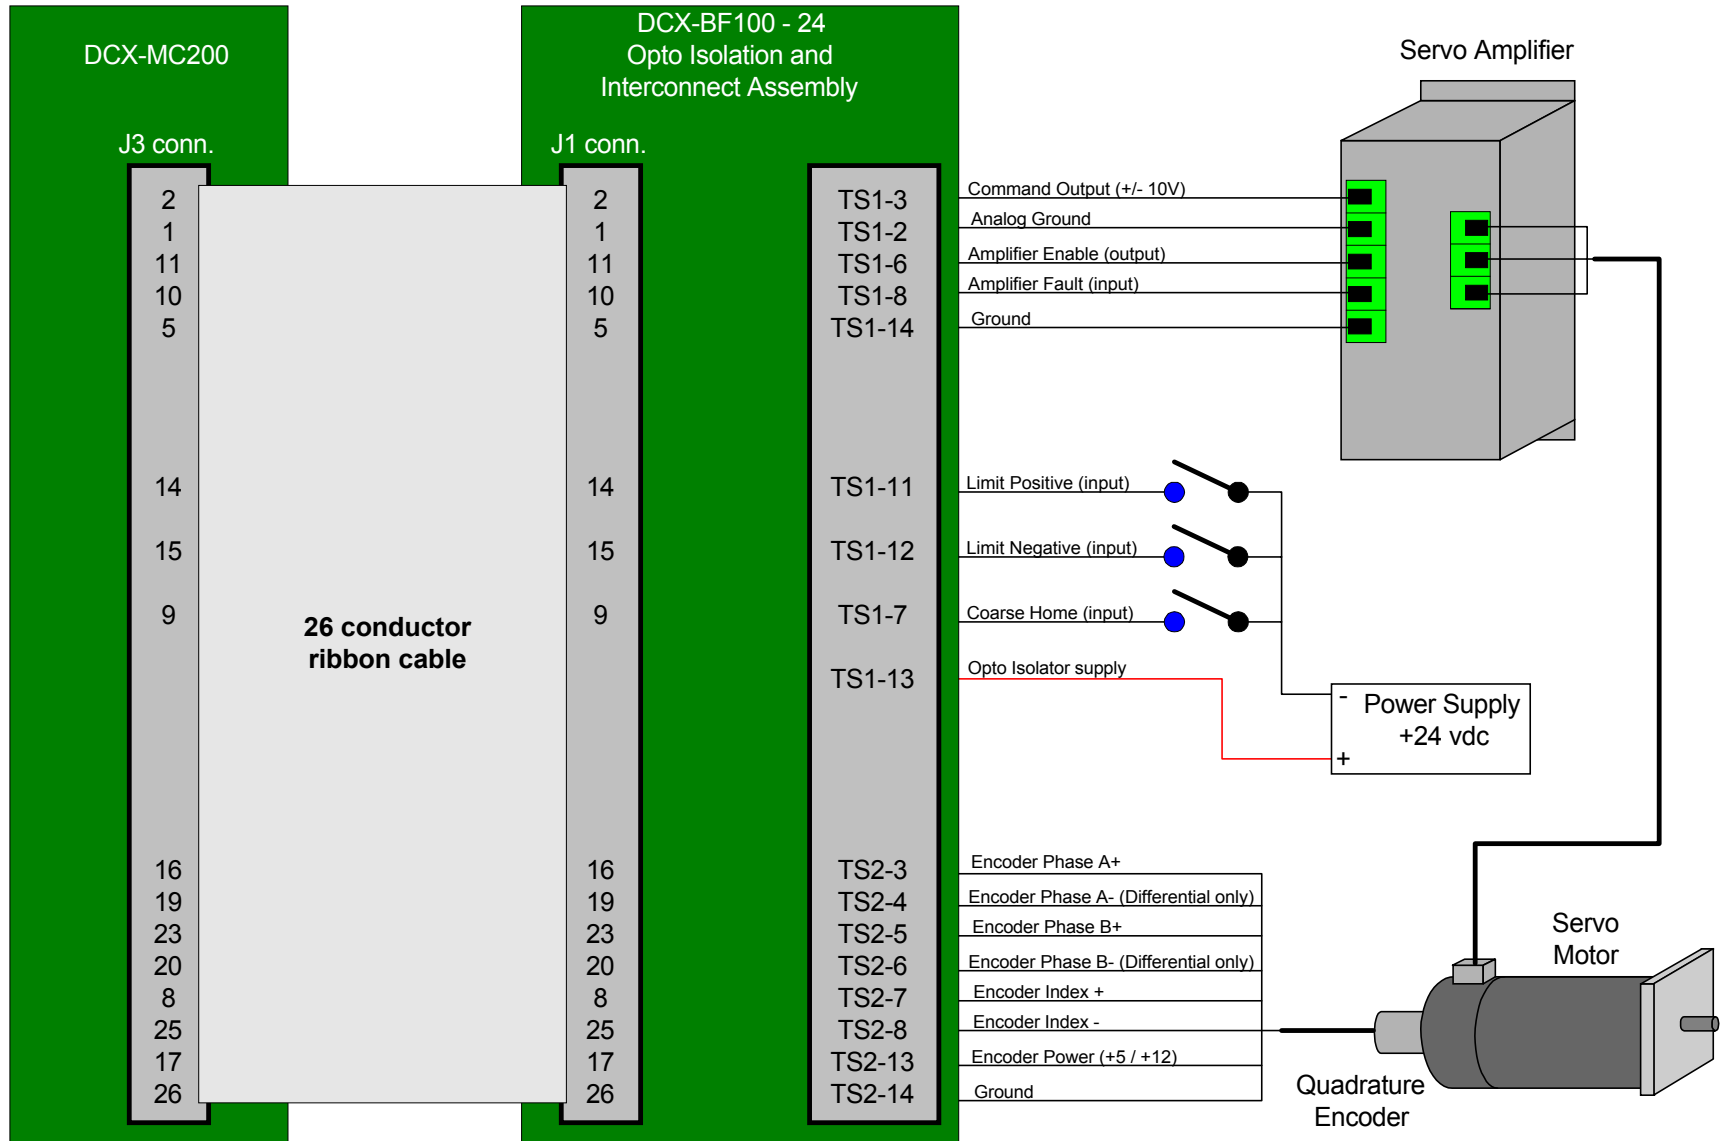 DCX-MC200
DCX-BF100 - 24
Opto Isolation and
Interconnect Assembly
Servo Amplifier
J3 conn.
J1 conn.
2 2 TS1-3 Command Output (+/- 10V)
1 1 TS1-2 Analog Ground
11 11 TS1-6 Amplifier Enable (output)
10 10 TS1-8 Amplifier Fault (input)
5 5 TS1-14 Ground
14 14 TS1-11 Limit Positive (input)
15 15 TS1-12 Limit Negative (input)
9 9 TS1-7 Coarse Home (input)
26 conductor
ribbon cable
TS1-13 Opto Isolator supply
-
Power Supply
+24 vdc
+
16 16 TS2-3 Encoder Phase A+
19 19 TS2-4 Encoder Phase A- (Differential only)
23 23 TS2-5 Encoder Phase B+
20 20 TS2-6 Encoder Phase B- (Differential only)
8 8 TS2-7 Encoder Index +
25 25 TS2-8 Encoder Index -
17 17 TS2-13 Encoder Power (+5 / +12)
26 26 TS2-14 Ground
Servo
Motor
Quadrature
Encoder